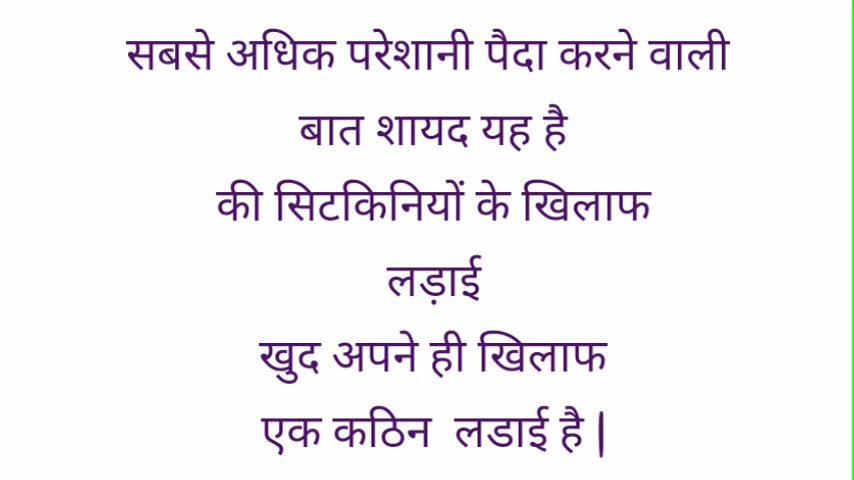 सबसे अधिक परेशानी पैदा करने वाली
बात शायद यह है
की सिटकिनियों के खिलाफ
लड़ाई
खुद अपने ही खिलाफ
एक कठिन लडाई है |